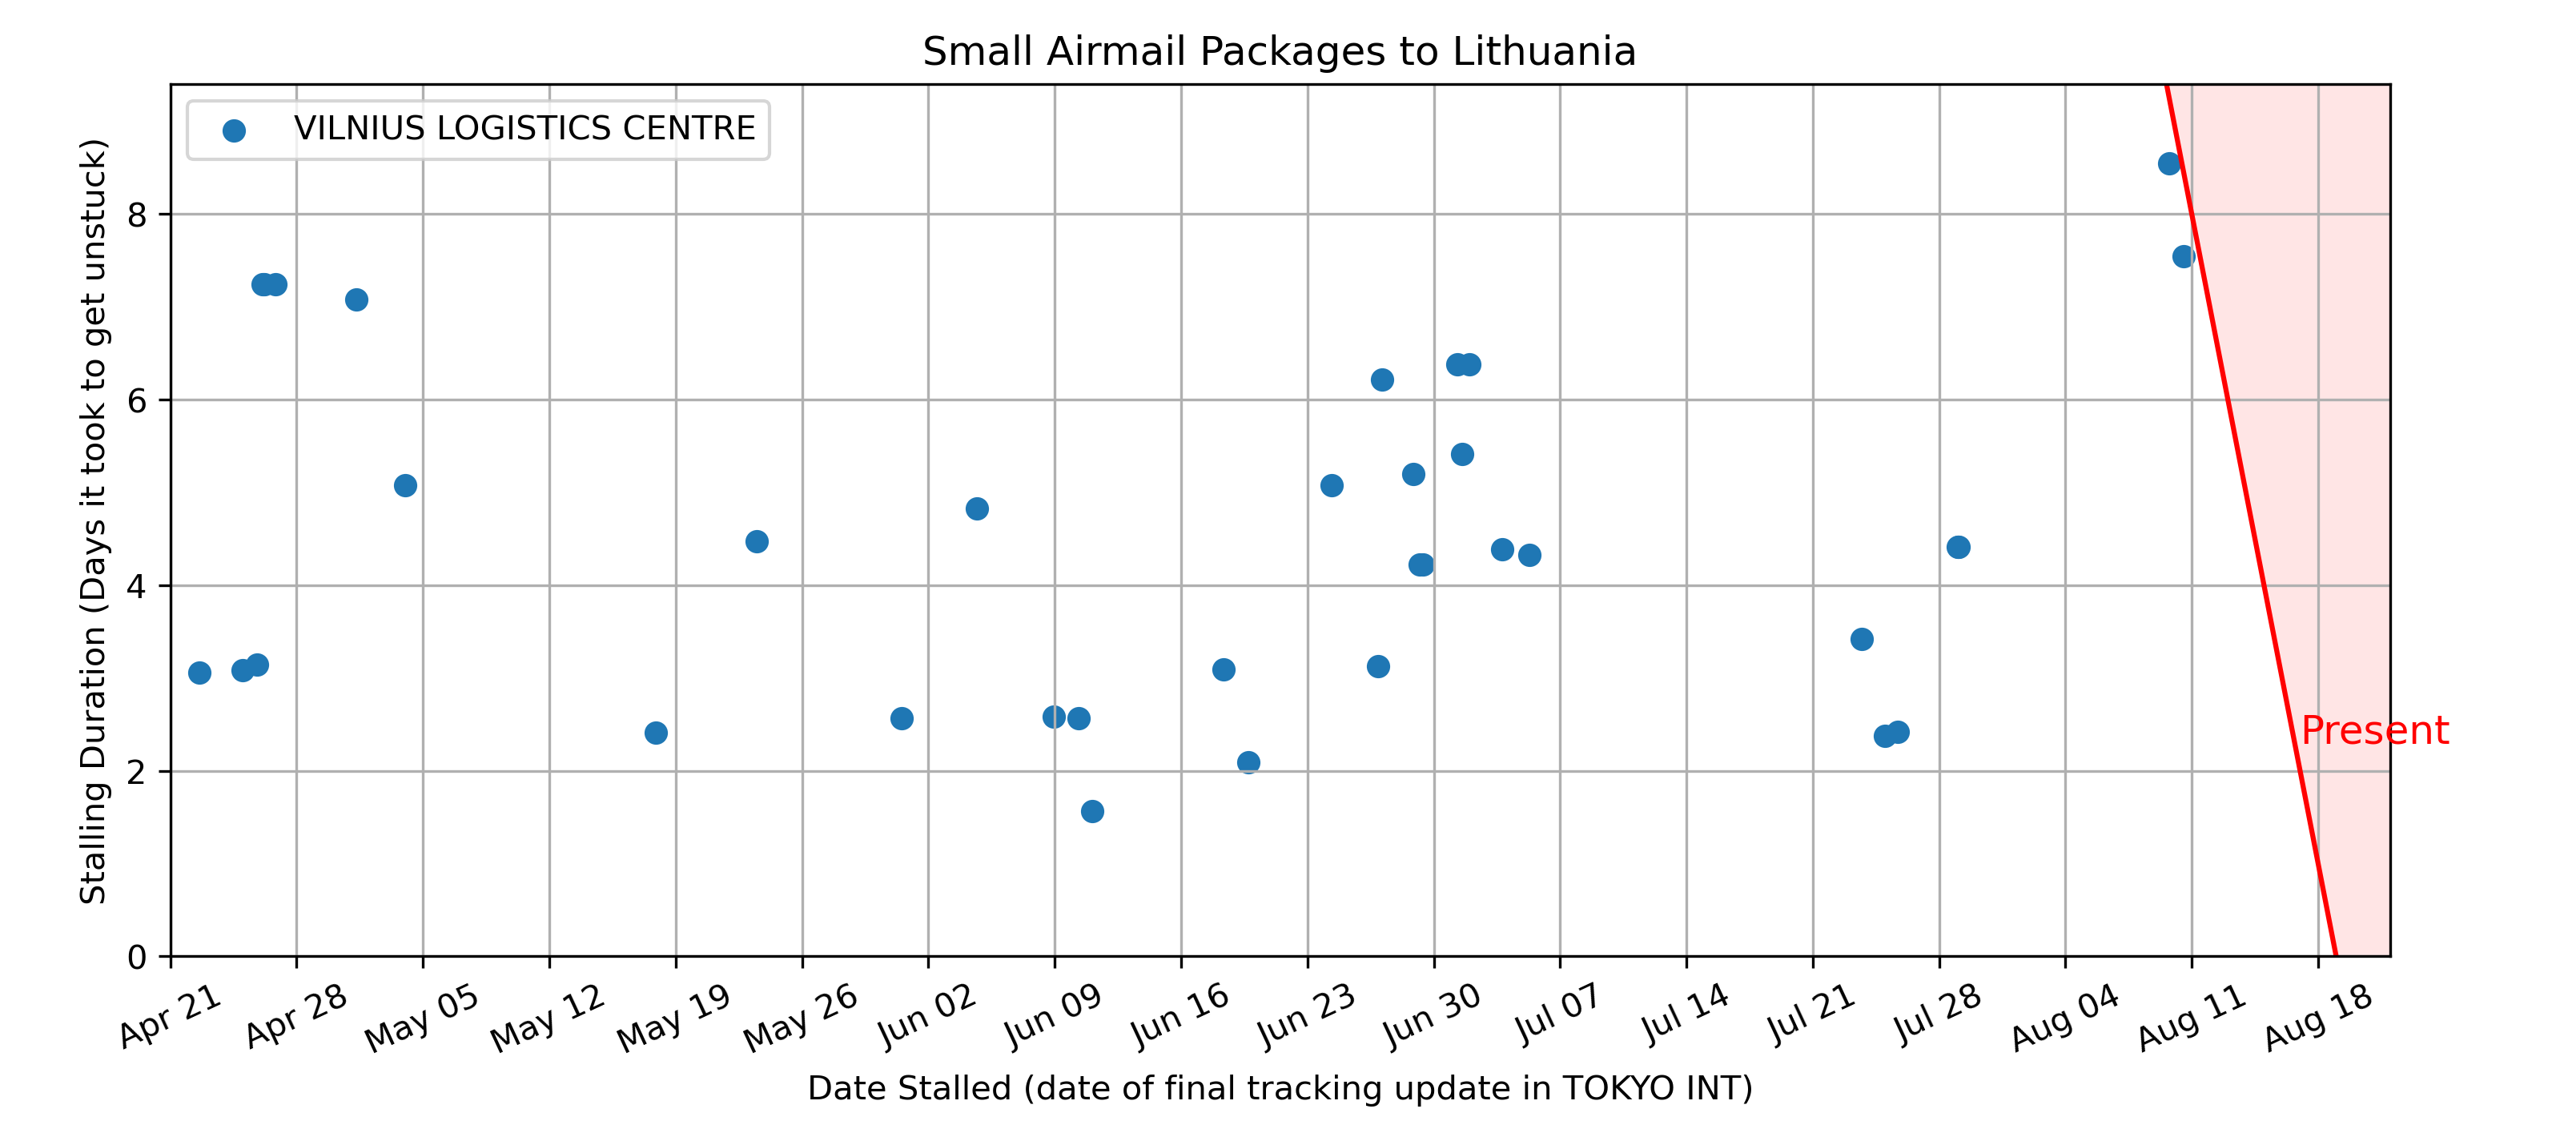 Small Airmail Packages to Lithuania
VILNIUS LOGISTICS CENTRE
Stalling Duration (Days it took to get unstuck)
8
6
4
2
0
Present
Apr 21
Apr 28
May 05
May 12
May 19
May 26
Jun 02
Jun 09
Jun 16
Jun 23
Jun 30
Jul 07
Jul 14
Jul 21
Jul 28
Aug 04
Aug 11
Aug 18
Date Stalled (date of final tracking update in TOKYO INT)